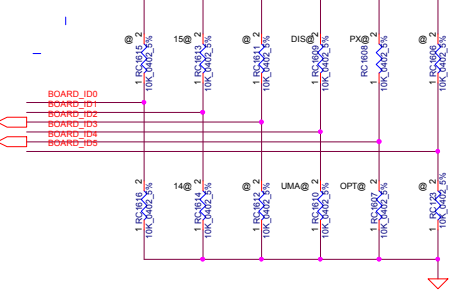 @ 1 RC1615 2 10K_0402_5%
15@ 1 RC1613 2 10K_0402_5%
@ 1 RC1611 2 10K_0402_5%
DIS@ 1 RC1609 2 10K_0402_5%
PX@ 1 RC1608 2 10K_0402_5%
@ 1 RC1606 2 10K_0402_5%
BOARD_ID0
BOARD_ID1
BOARD_ID2
BOARD_ID3
BOARD_ID4
BOARD_ID5
@ 1 RC1616 2 10K_0402_5%
14@ 1 RC1614 2 10K_0402_5%
@ 1 RC1612 2 10K_0402_5%
UMA@ 1 RC1610 2 10K_0402_5%
OPT@ 1 RC1607 2 10K_0402_5%
@ 1 RC123 2 10K_0402_5%